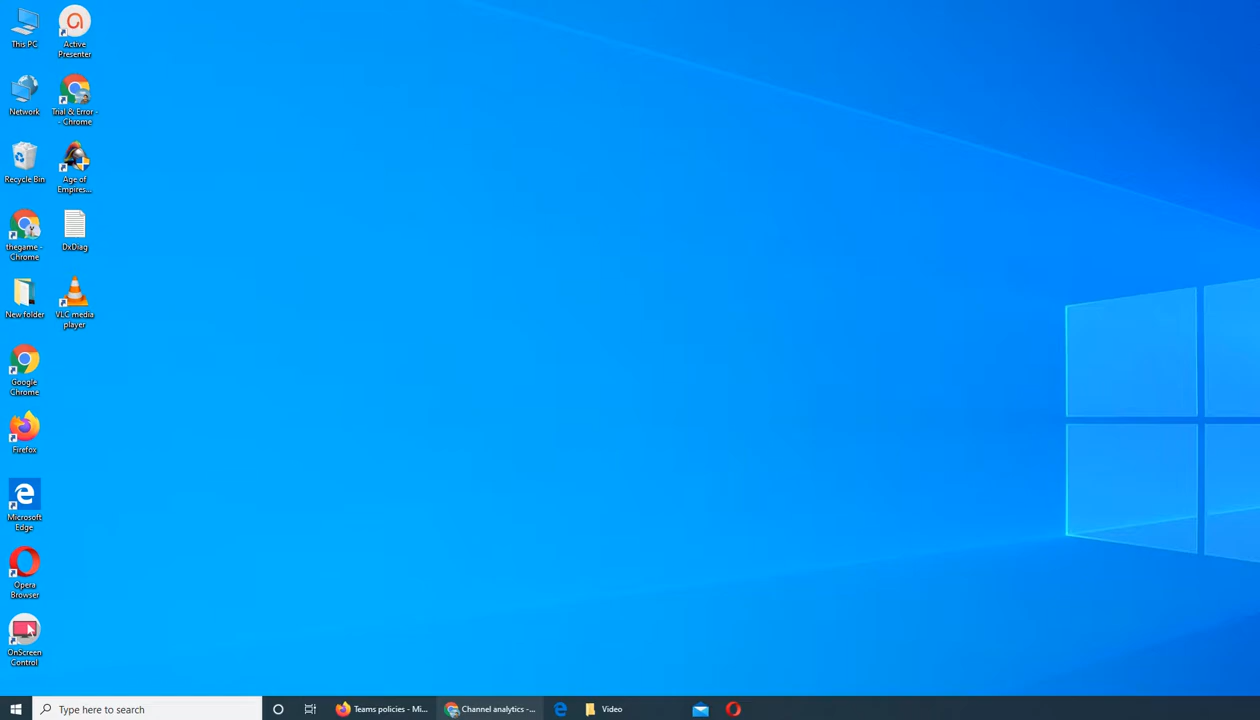 This PC
Active
Presenter
Network
Trial & Error -
- Chrome
Recycle Bin
Age of
Empires...
thegame -
Chrome
DxDiag
New folder
VLC media
player
Google
Chrome
Firefox
Microsoft
Edge
Opera
Browser
OnScreen
Control
Type here to search
Teams policies - Mi...
Channel analytics -...
Video